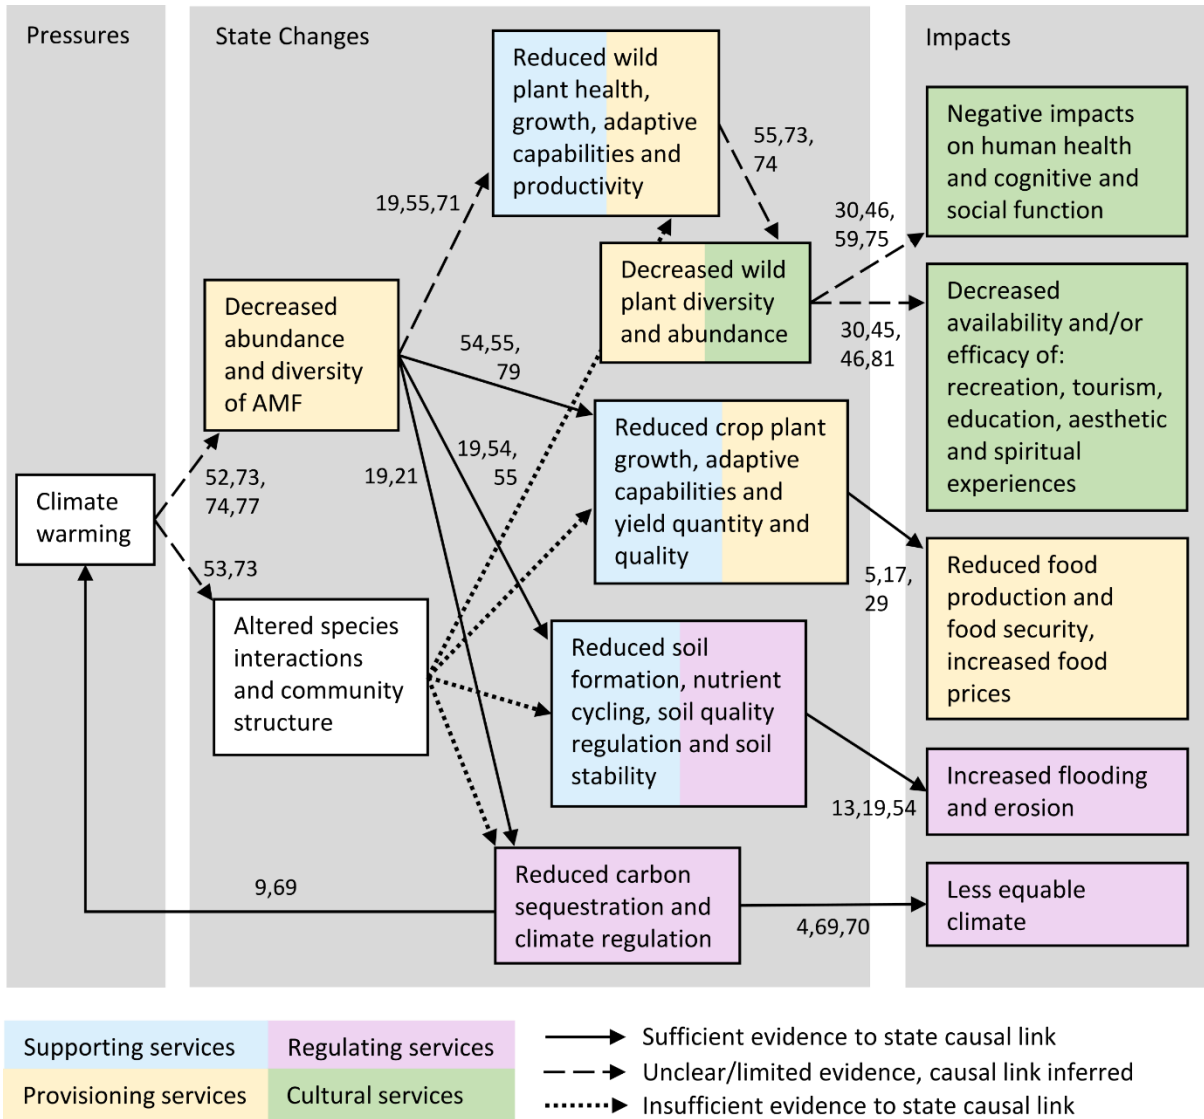 Pressures
State Changes
Impacts
Reduced wild
plant health,
growth, adaptive
capabilities and
productivity
55,73,
74
Negative impacts
on human health
and cognitive and
social function
19,55,71
30,46,
59,75
Decreased wild
plant diversity
and abundance
Decreased
abundance
and diversity
of AMF
Decreased
availability and/or
efficacy of:
recreation, tourism,
education, aesthetic
and spiritual
experiences
30,45,
46,81
54,55,
79
Reduced crop plant
growth, adaptive
capabilities and
yield quantity and
quality
19,54,
55
19,21
52,73,
74,77
Climate
warming
53,73
5,17,
29
Reduced food
production and
food security,
increased food
prices
Altered species
interactions
and community
structure
Reduced soil
formation, nutrient
cycling, soil quality
regulation and soil
stability
13,19,54
Increased flooding
and erosion
9,69
Reduced carbon
sequestration and
climate regulation
4,69,70
Less equable
climate
Supporting services
Regulating services
Provisioning services
Cultural services
Sufficient evidence to state causal link
Unclear/limited evidence, causal link inferred
Insufficient evidence to state causal link